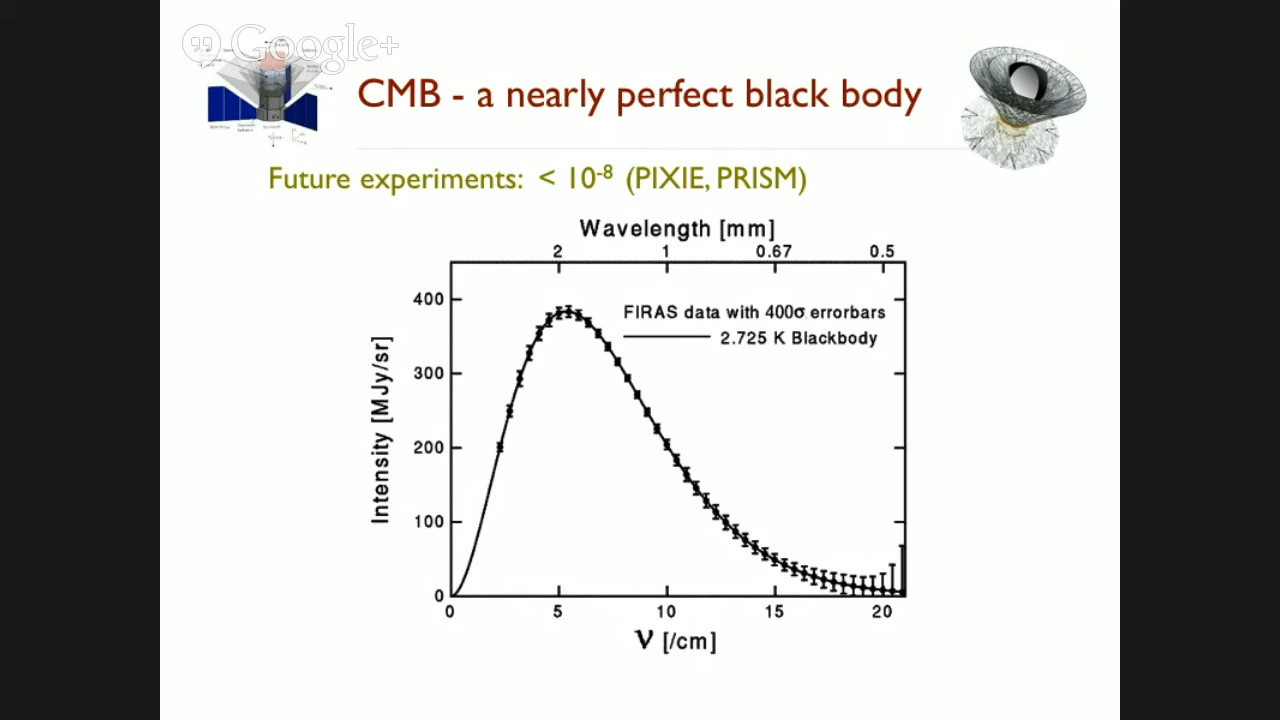 Google+
CMB - a nearly perfect black body
Future experiments: < 10⁻⁸ (PIXIE, PRISM)
Wavelength [mm]
2 1 0.67 0.5
400
FIRAS data with 400σ errorbars
2.725 K Blackbody
300
200
100
0
Intensity [MJy/sr]
0 5 10 15 20
ν [/cm]